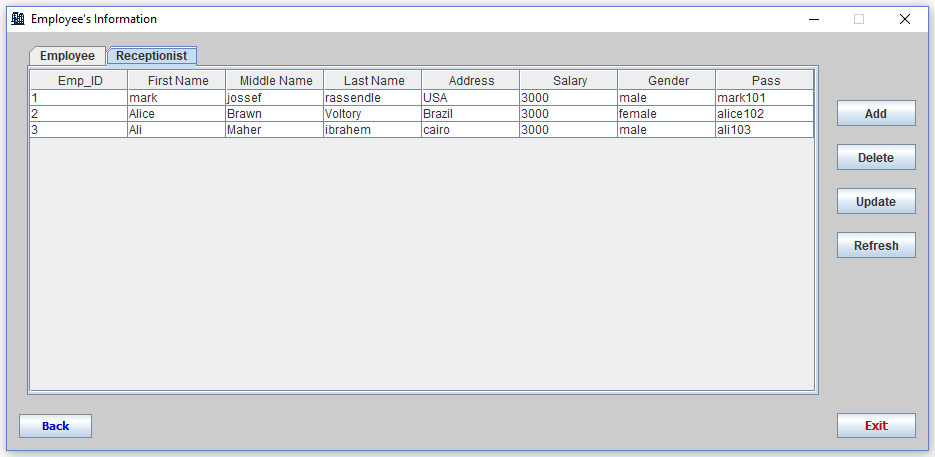 Employee's Information
Employee Receptionist
Emp_ID First Name Middle Name Last Name Address Salary Gender Pass
1 mark jossef rassendle USA 3000 male mark101
2 Alice Brawn Voltory Brazil 3000 female alice102
3 Ali Maher ibrahem cairo 3000 male ali103
Add
Delete
Update
Refresh
Back
Exit